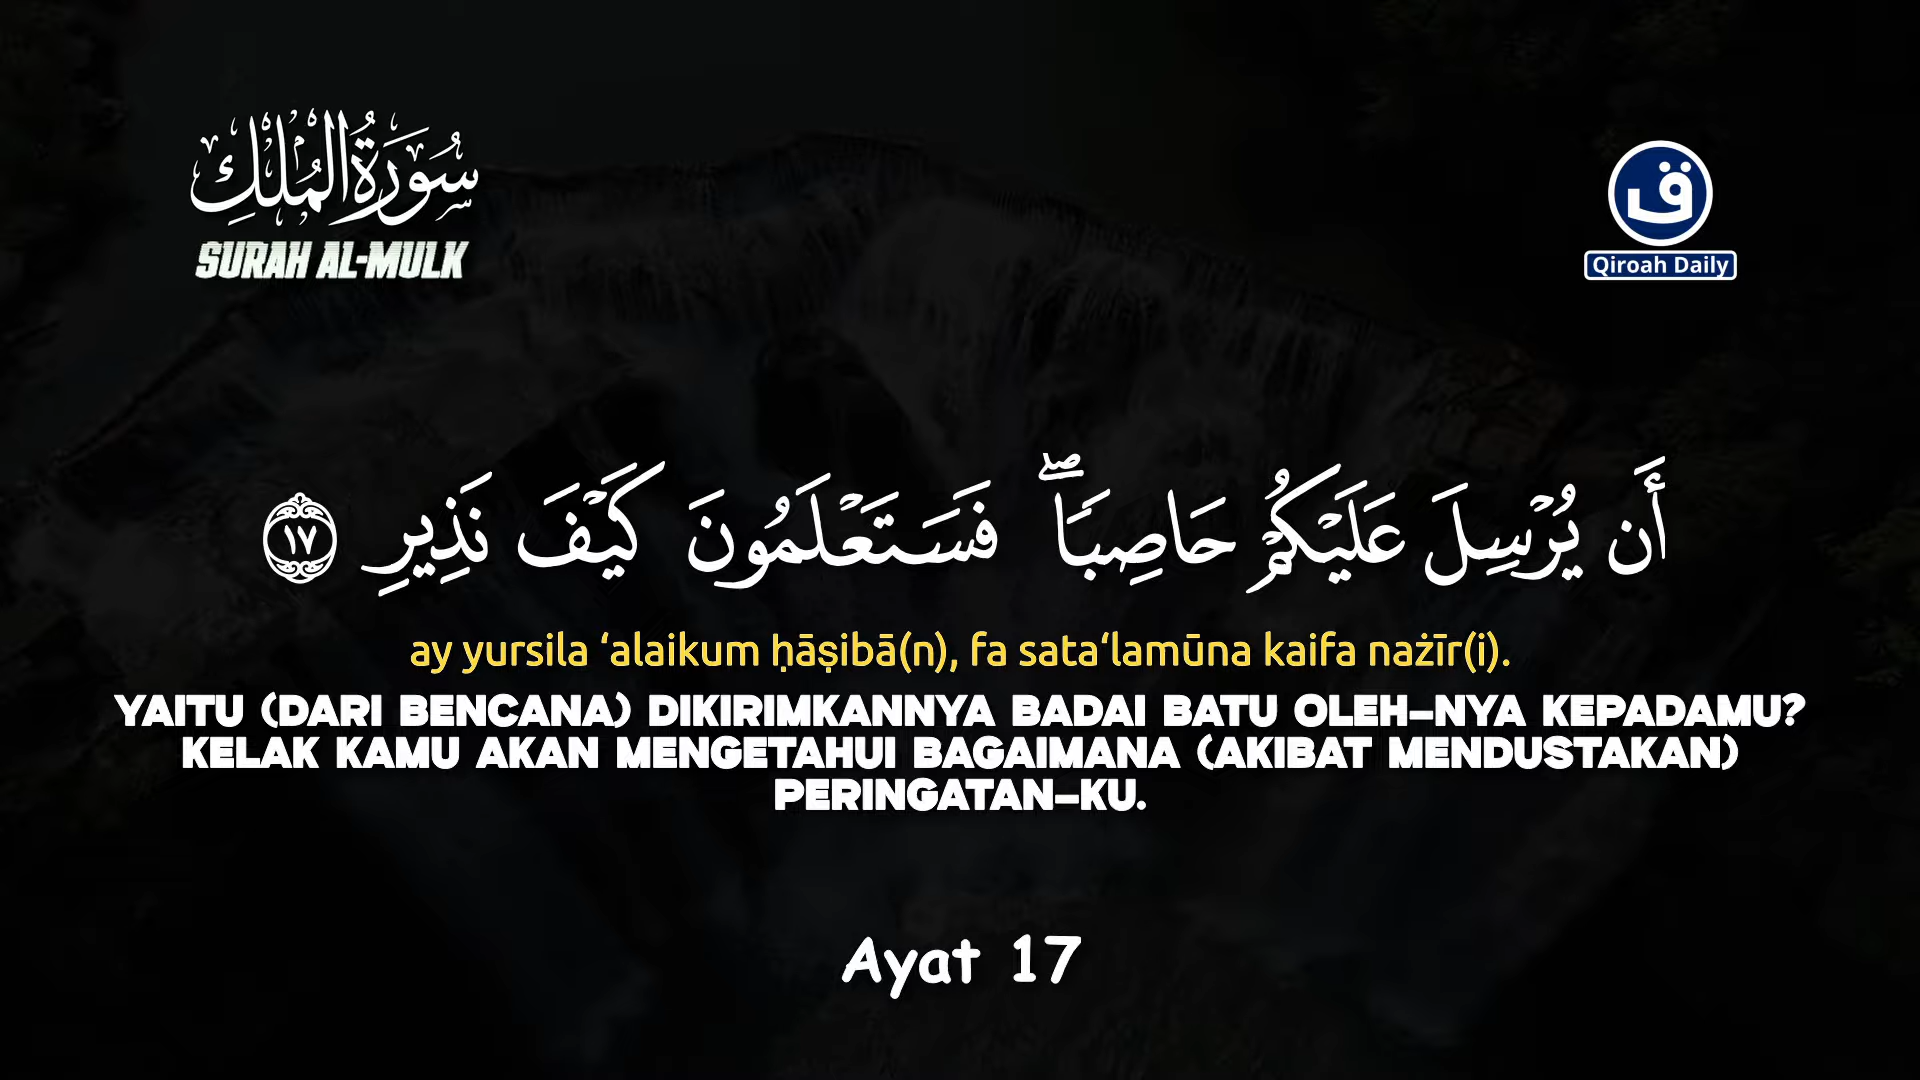 سُورَةُ الْمُلْكِ
SURAH AL-MULK
ق
Qiroah Daily
أَن يُرْسِلَ عَلَيْكُمْ حَاصِبًا ۖ فَسَتَعْلَمُونَ كَيْفَ نَذِيرِ ١٧
ay yursila ‘alaikum ḥāṣibā(n), fa sata‘lamūna kaifa nażīr(i).
YAITU (DARI BENCANA) DIKIRIMKANNYA BADAI BATU OLEH-NYA KEPADAMU?
KELAK KAMU AKAN MENGETAHUI BAGAIMANA (AKIBAT MENDUSTAKAN)
PERINGATAN-KU.
Ayat 17